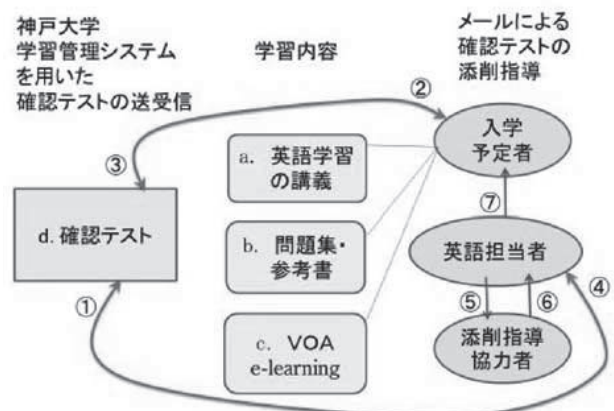 神戸大学
学習管理システム
を用いた
確認テストの送受信
学習内容
メールによる
確認テストの
添削指導
②
入学
予定者
③
a. 英語学習
の講義
⑦
d. 確認テスト
b. 問題集・
参考書
英語担当者
①
⑤
⑥
④
c. VOA
e-learning
添削指導
協力者